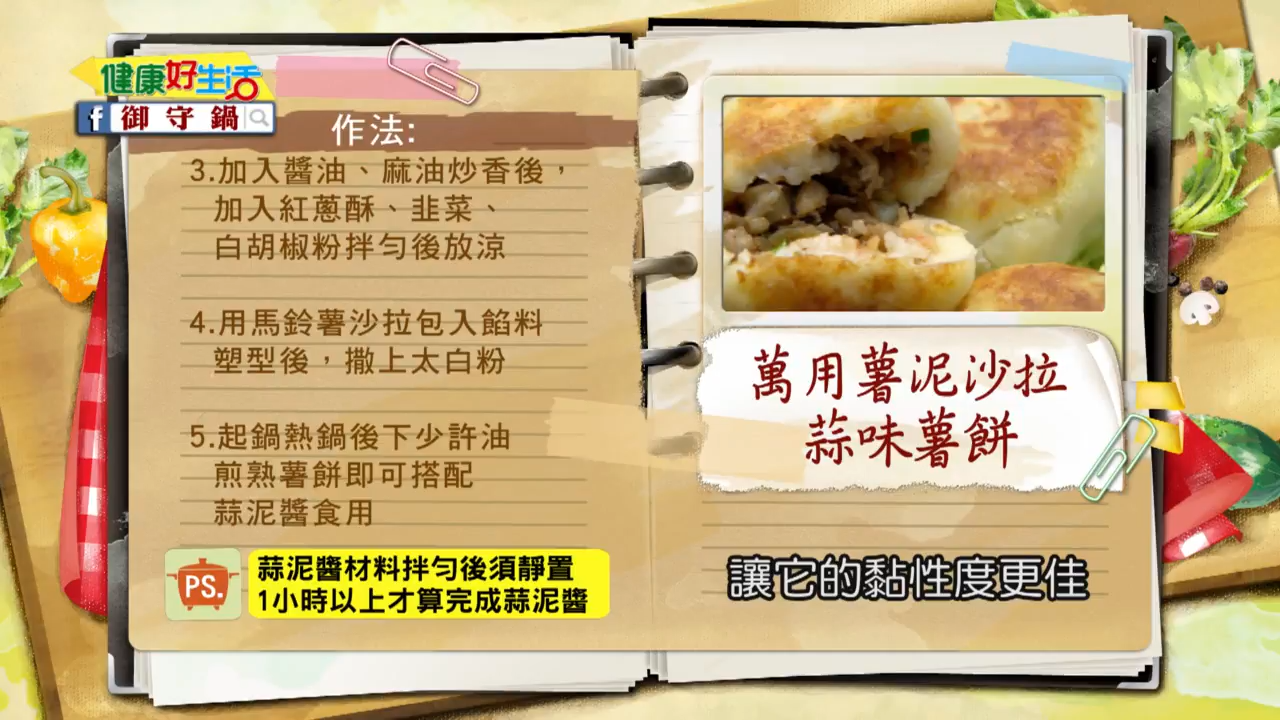 健康好生活
f 御守鍋
作法:
3.加入醬油、麻油炒香後，
加入紅蔥酥、韭菜、
白胡椒粉拌勻後放涼
4.用馬鈴薯沙拉包入餡料
塑型後，撒上太白粉
5.起鍋熱鍋後下少許油
煎熟薯餅即可搭配
蒜泥醬食用
PS.
蒜泥醬材料拌勻後須靜置
1小時以上才算完成蒜泥醬
萬用薯泥沙拉
蒜味薯餅
讓它的黏性度更佳